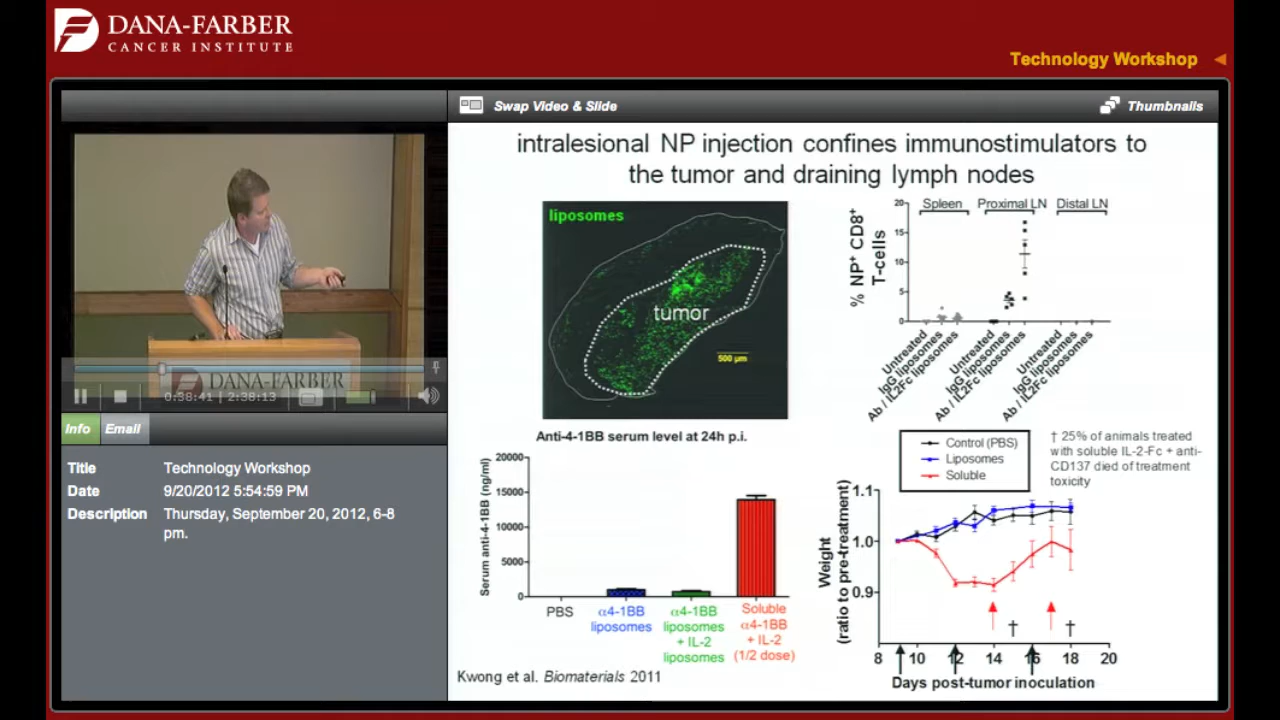 DANA-FARBER
CANCER INSTITUTE
Technology Workshop
Swap Video & Slide
Thumbnails
DANA-FARBER
0:38:41 / 2:38:13
Info
Email
Title Technology Workshop
Date 9/20/2012 5:54:59 PM
Description Thursday, September 20, 2012, 6-8
pm.
intralesional NP injection confines immunostimulators to
the tumor and draining lymph nodes
liposomes
tumor
500 µm
% NP+ CD8+
T-cells
20
15
10
5
0
Spleen Proximal LN Distal LN
Untreated
IgG liposomes
Ab / IL2Fc liposomes
Untreated
IgG liposomes
Ab / IL2Fc liposomes
Untreated
IgG liposomes
Ab / IL2Fc liposomes
Anti-4-1BB serum level at 24h p.i.
Serum anti-4-1BB (ng/ml)
20000
15000
10000
5000
0
PBS
α4-1BB
liposomes
α4-1BB
liposomes
+ IL-2
liposomes
Soluble
α4-1BB
+ IL-2
(1/2 dose)
Kwong et al. Biomaterials 2011
Control (PBS)
Liposomes
Soluble
† 25% of animals treated
with soluble IL-2-Fc + anti-
CD137 died of treatment
toxicity
Weight
(ratio to pre-treatment)
1.1
1.0
0.9
† †
8 10 12 14 16 18 20
Days post-tumor inoculation